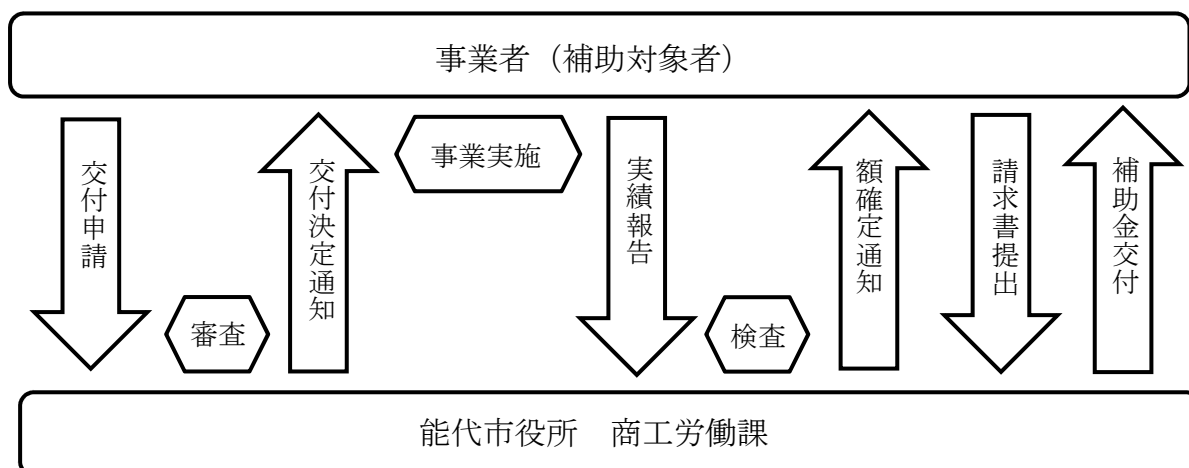 事業者（補助対象者）
交付申請
審査
交付決定通知
事業実施
実績報告
検査
額確定通知
請求書提出
補助金交付
能代市役所　商工労働課